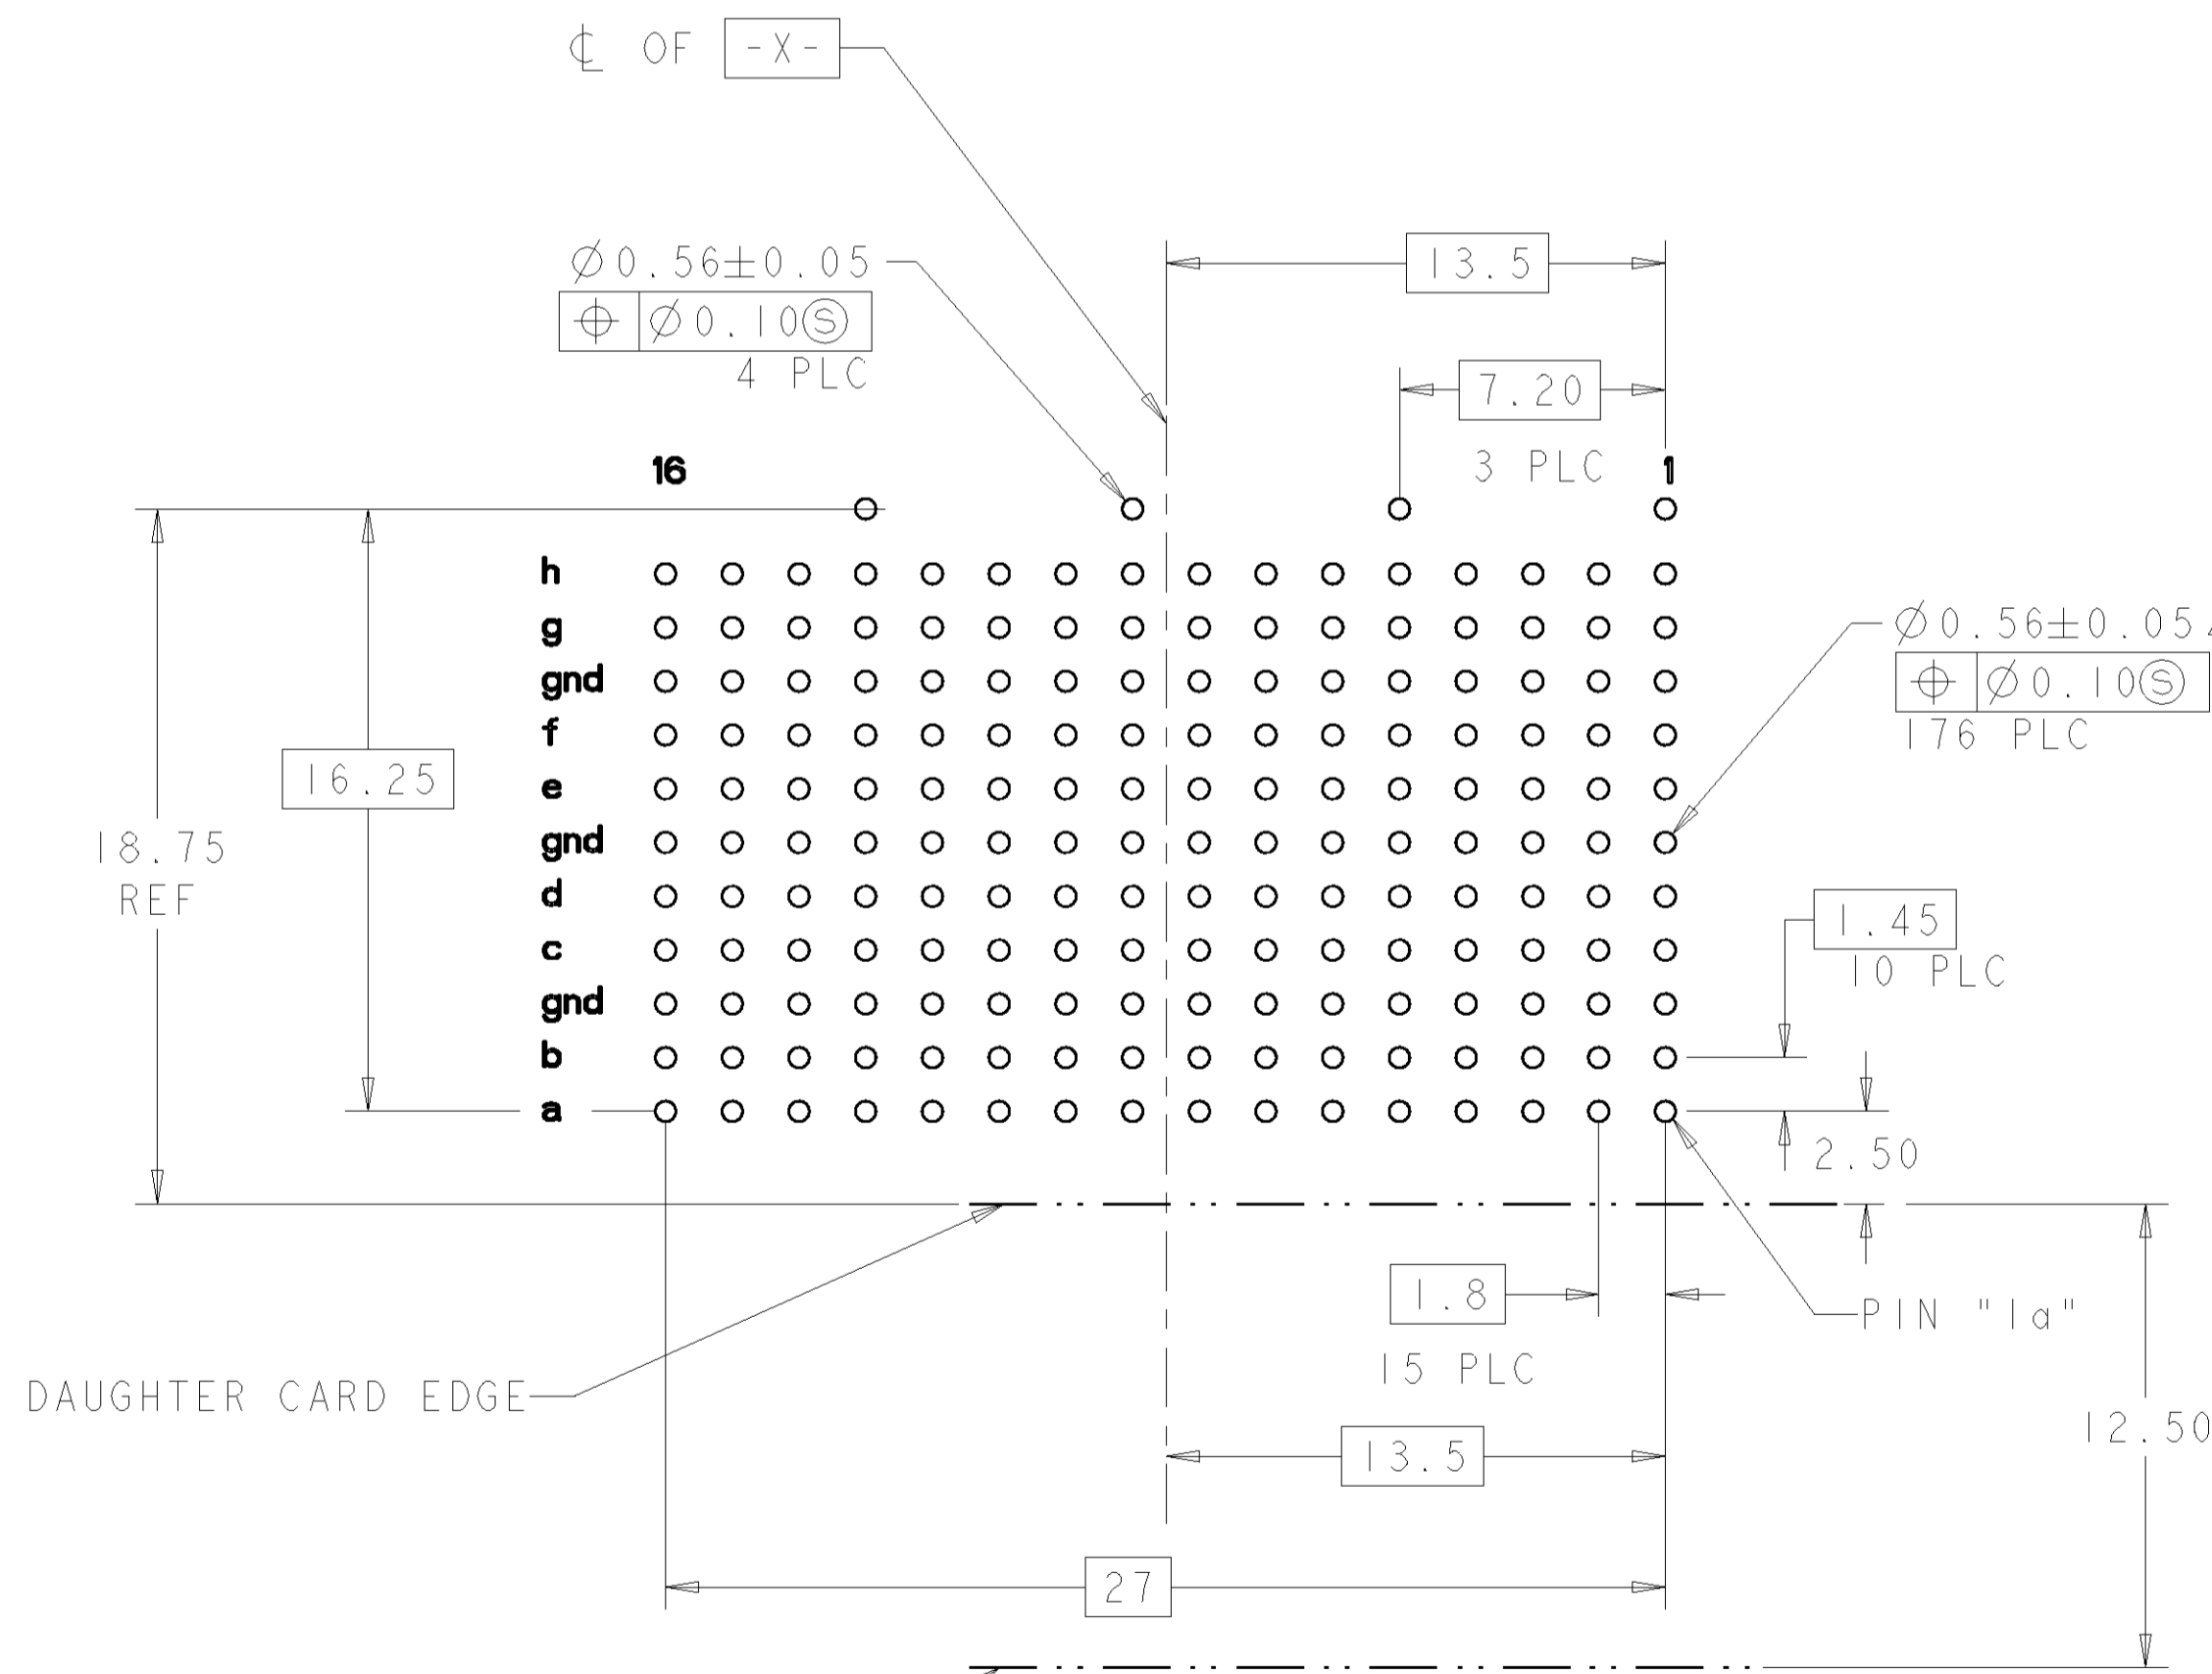 ℄ OF -X-
Ø0.56±0.05
⌖ Ø0.10Ⓢ
4 PLC
13.5
7.20
3 PLC
16
1
h
g
gnd
f
e
gnd
d
c
gnd
b
a
16.25
18.75
REF
Ø0.56±0.05
⌖ Ø0.10Ⓢ
176 PLC
1.45
10 PLC
2.50
1.8
15 PLC
PIN "1a"
DAUGHTER CARD EDGE
13.5
12.50
27